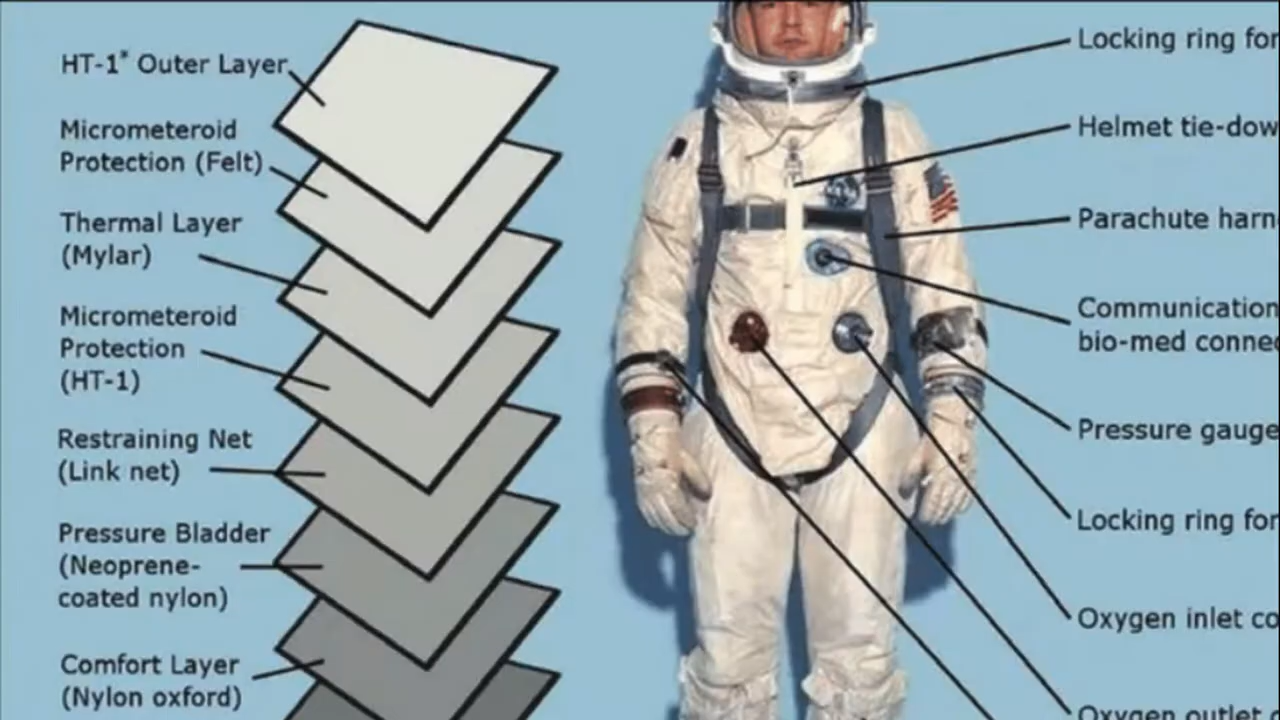 HT-1* Outer Layer
Micrometeroid
Protection (Felt)
Thermal Layer
(Mylar)
Micrometeroid
Protection
(HT-1)
Restraining Net
(Link net)
Pressure Bladder
(Neoprene-
coated nylon)
Comfort Layer
(Nylon oxford)
Locking ring for
Helmet tie-dow
Parachute harn
Communication
bio-med connec
Pressure gauge
Locking ring for
Oxygen inlet co
Oxygen outlet c